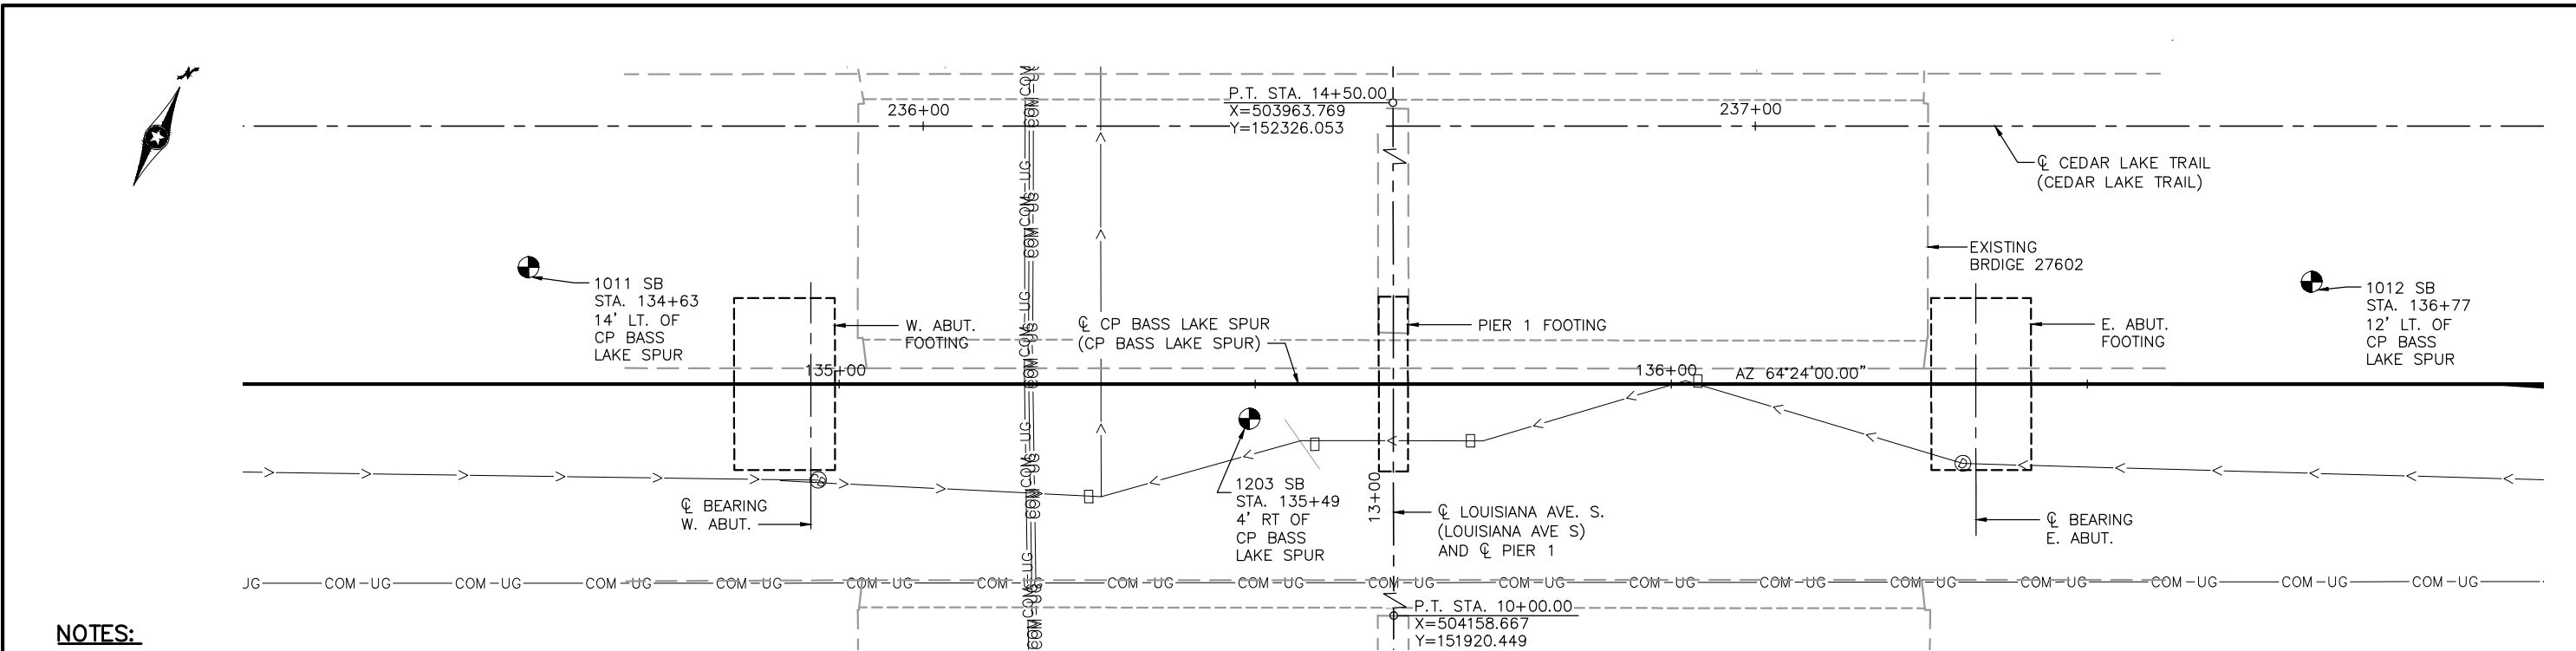 236+00
P.T. STA. 14+50.00
X=503963.769
Y=152326.053
237+00
℄ CEDAR LAKE TRAIL
(CEDAR LAKE TRAIL)
1011 SB
STA. 134+63
14' LT. OF
CP BASS
LAKE SPUR
W. ABUT.
FOOTING
℄ CP BASS LAKE SPUR
(CP BASS LAKE SPUR)
PIER 1 FOOTING
EXISTING
BRDIGE 27602
E. ABUT.
FOOTING
1012 SB
STA. 136+77
12' LT. OF
CP BASS
LAKE SPUR
135+00
136+00
AZ 64°24'00.00"
℄ BEARING
W. ABUT.
1203 SB
STA. 135+49
4' RT OF
CP BASS
LAKE SPUR
13+00
℄ LOUISIANA AVE. S.
(LOUISIANA AVE S)
AND ℄ PIER 1
℄ BEARING
E. ABUT.
UG COM-UG COM-UG COM-UG COM-UG COM-UG COM-UG COM-UG COM-UG COM-UG COM-UG COM-UG COM-UG COM-UG COM-UG COM-UG COM-UG COM-UG
P.T. STA. 10+00.00
X=504158.667
Y=151920.449
NOTES: